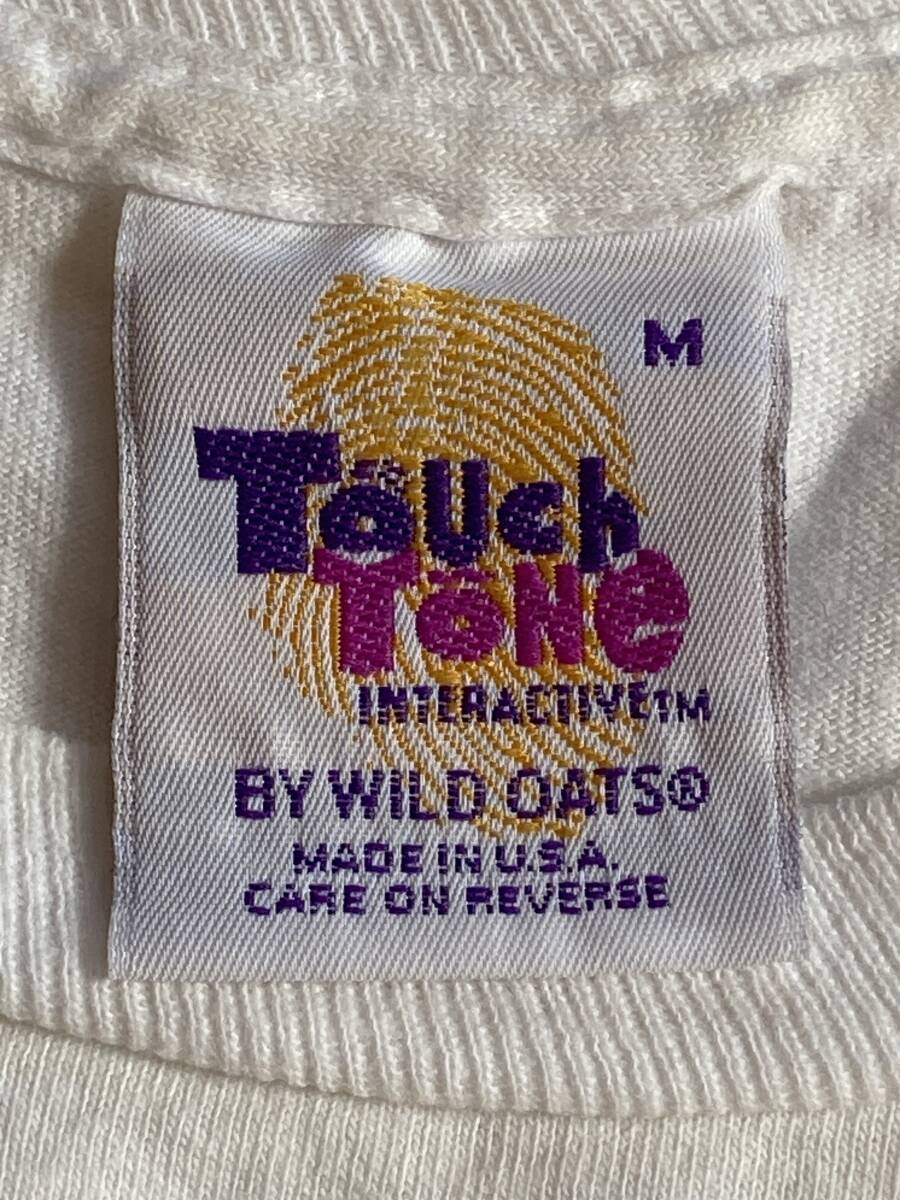 M
Touch
Tone
INTERACTIVE™
BY WILD OATS®
MADE IN U.S.A.
CARE ON REVERSE